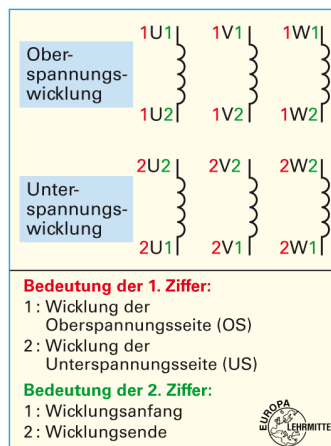 1U1 1V1 1W1
Ober-
spannungs-
wicklung
1U2 1V2 1W2
2U2 2V2 2W2
Unter-
spannungs-
wicklung
2U1 2V1 2W1
Bedeutung der 1. Ziffer:
1: Wicklung der
Oberspannungsseite (OS)
2: Wicklung der
Unterspannungsseite (US)
Bedeutung der 2. Ziffer:
1: Wicklungsanfang
2: Wicklungsende
EUROPA
LEHRMITTEL